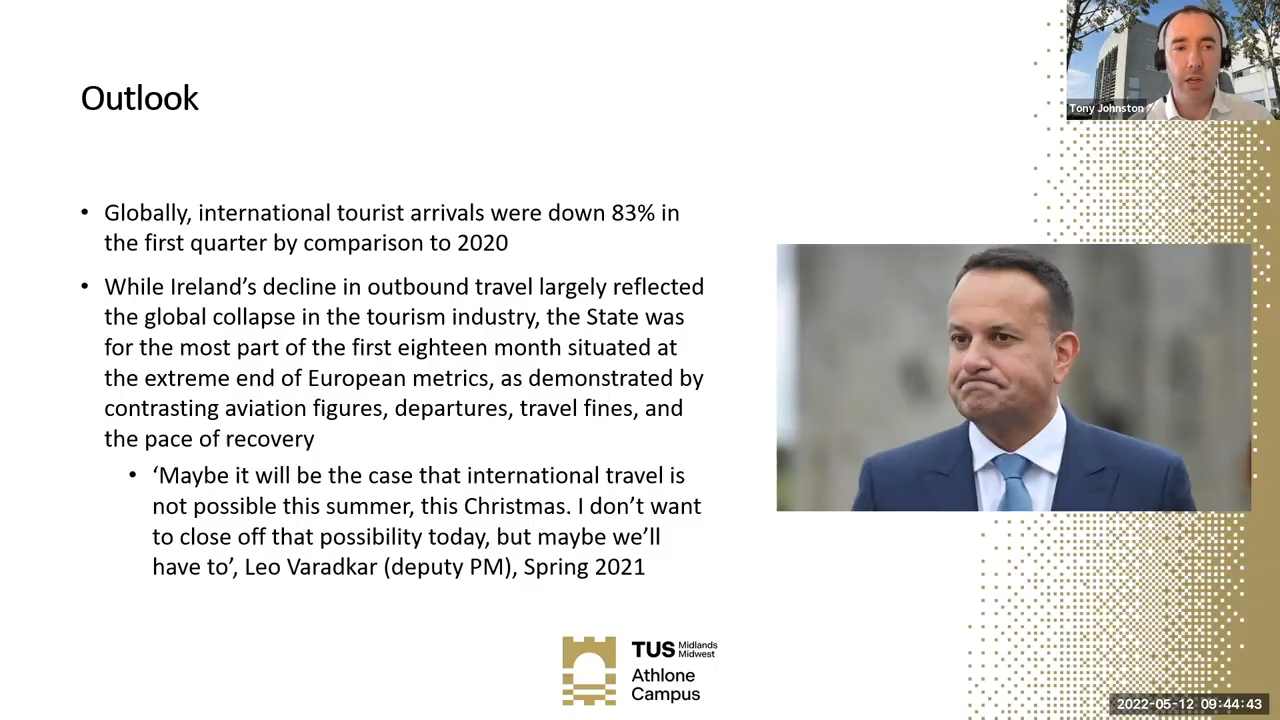 Outlook
• Globally, international tourist arrivals were down 83% in
the first quarter by comparison to 2020
• While Ireland’s decline in outbound travel largely reflected
the global collapse in the tourism industry, the State was
for the most part of the first eighteen month situated at
the extreme end of European metrics, as demonstrated by
contrasting aviation figures, departures, travel fines, and
the pace of recovery
• ‘Maybe it will be the case that international travel is
not possible this summer, this Christmas. I don’t want
to close off that possibility today, but maybe we’ll
have to’, Leo Varadkar (deputy PM), Spring 2021
Tony Johnston
TUS Midlands
Midwest
Athlone
Campus
2022-05-12 09:44:43